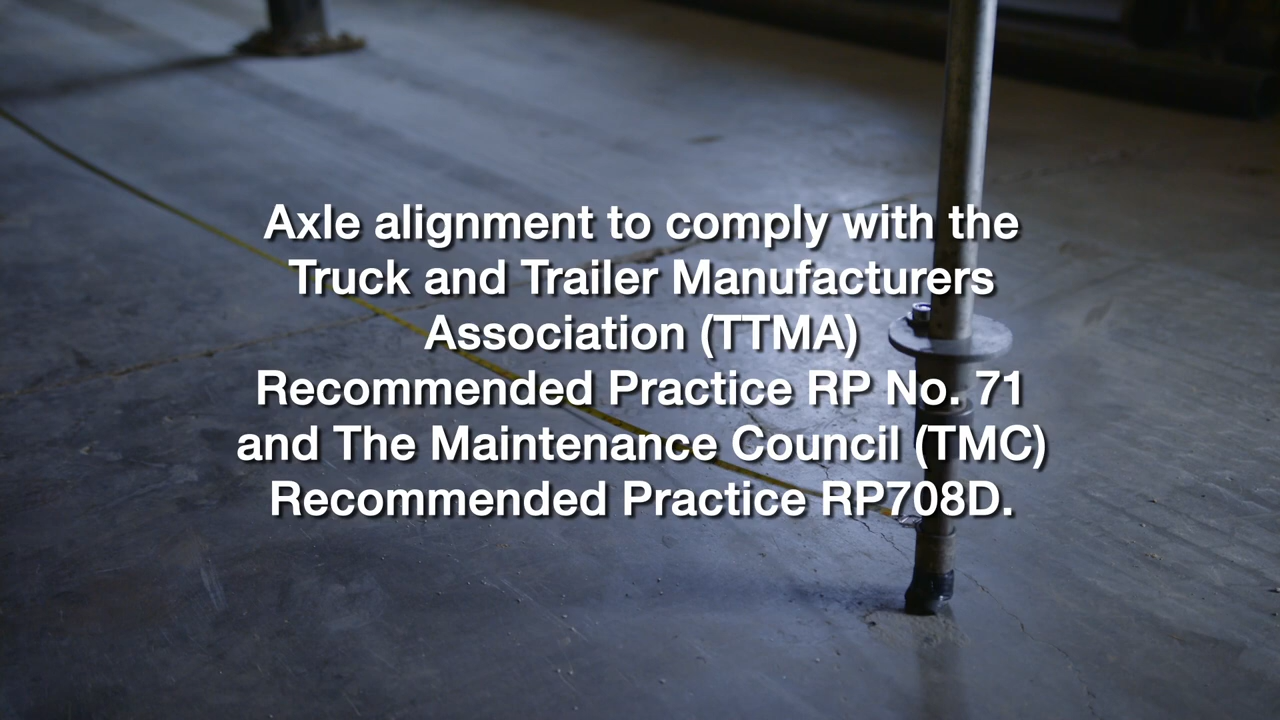 Axle alignment to comply with the
Truck and Trailer Manufacturers
Association (TTMA)
Recommended Practice RP No. 71
and The Maintenance Council (TMC)
Recommended Practice RP708D.